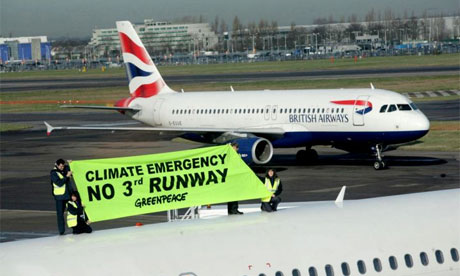 BRITISH AIRWAYS
CLIMATE EMERGENCY
NO 3rd RUNWAY
GREENPEACE